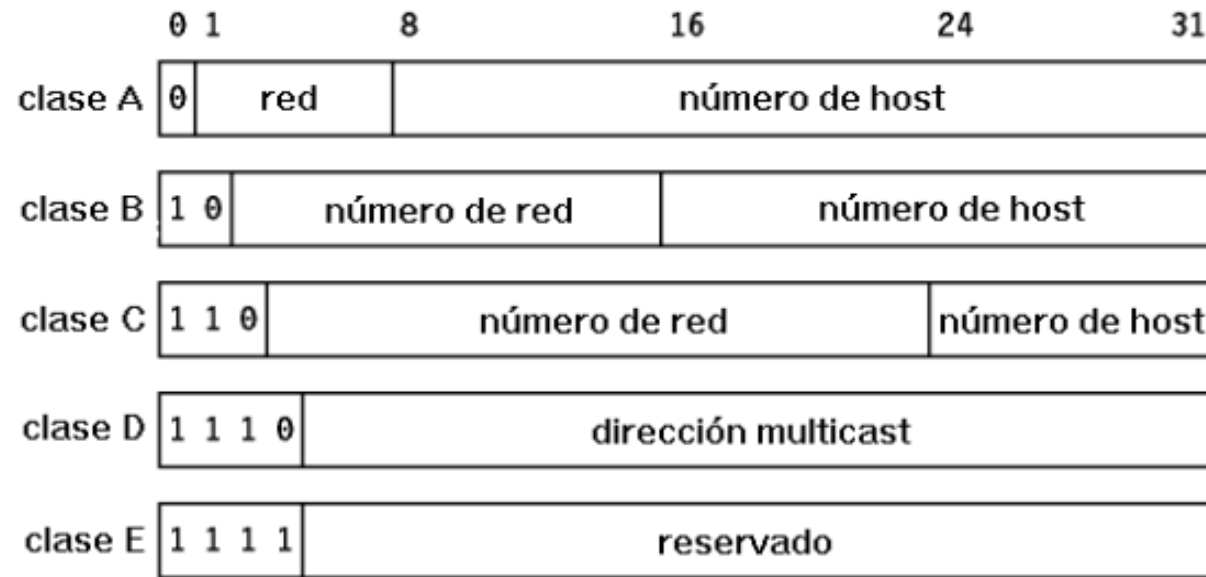 0 1 8 16 24 31
clase A 0 red número de host
clase B 1 0 número de red número de host
clase C 1 1 0 número de red número de host
clase D 1 1 1 0 dirección multicast
clase E 1 1 1 1 reservado